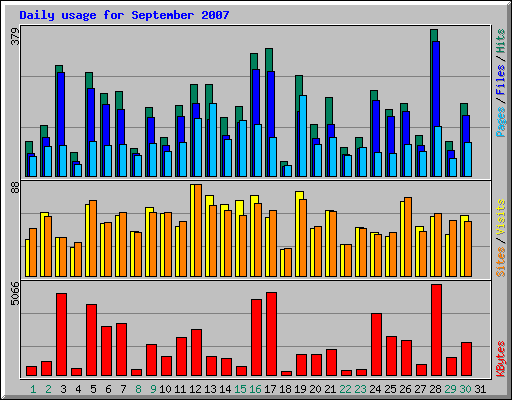 Daily usage for September 2007
379
Pages / Files / Hits
88
Sites / Visits
5066
KBytes
1 2 3 4 5 6 7 8 9 10 11 12 13 14 15 16 17 18 19 20 21 22 23 24 25 26 27 28 29 30 31